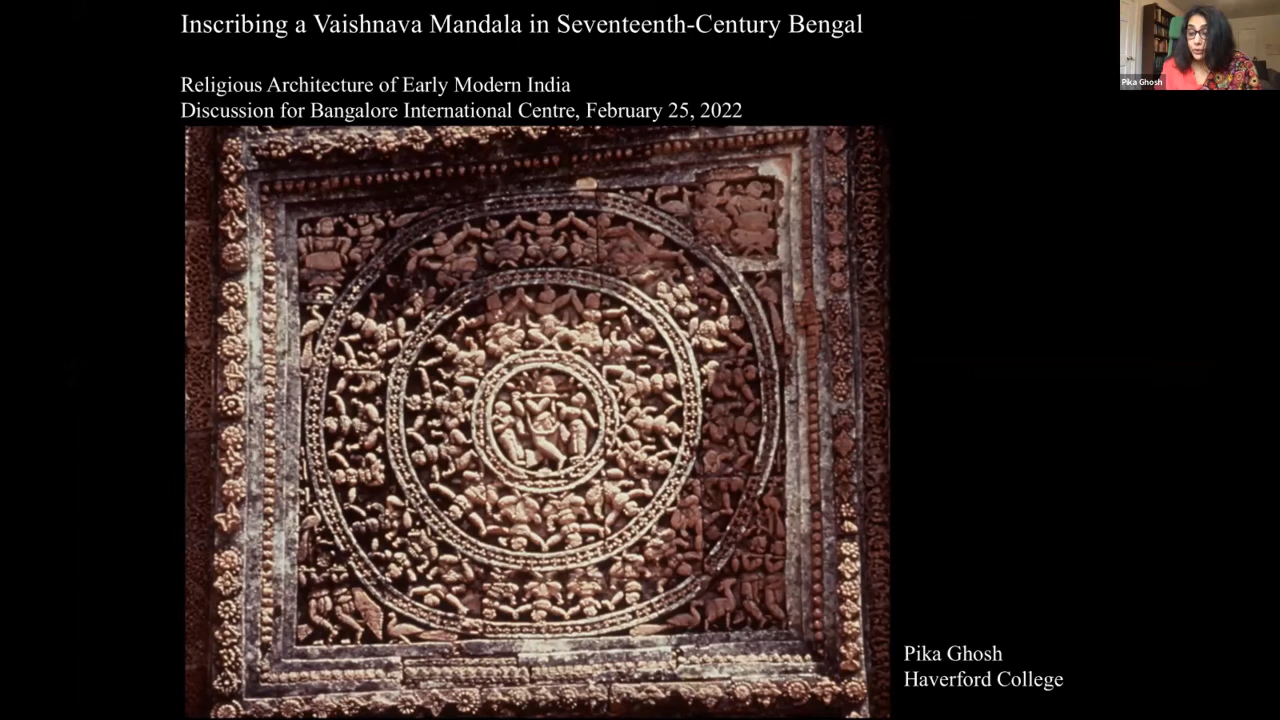 Inscribing a Vaishnava Mandala in Seventeenth-Century Bengal
Religious Architecture of Early Modern India
Discussion for Bangalore International Centre, February 25, 2022
Pika Ghosh
Pika Ghosh
Haverford College